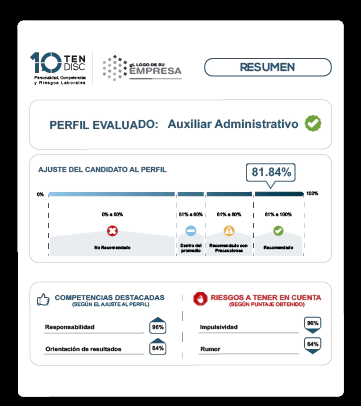 10 TEN
DISC
Personalidad, Competencias
y Riesgos Laborales
EL LOGO DE SU
EMPRESA
RESUMEN
PERFIL EVALUADO: Auxiliar Administrativo
AJUSTE DEL CANDIDATO AL PERFIL
81.84%
0% 100%
0% a 50% 51% a 60% 61% a 80% 81% a 100%
No Recomendado
Dentro del
promedio
Recomendado con
Precauciones
Recomendado
COMPETENCIAS DESTACADAS
(SEGÚN EL AJUSTE AL PERFIL)
Responsabilidad 96%
Orientación de resultados 84%
RIESGOS A TENER EN CUENTA
(SEGÚN PUNTAJE OBTENIDO)
Impulsividad 96%
Rumor 84%